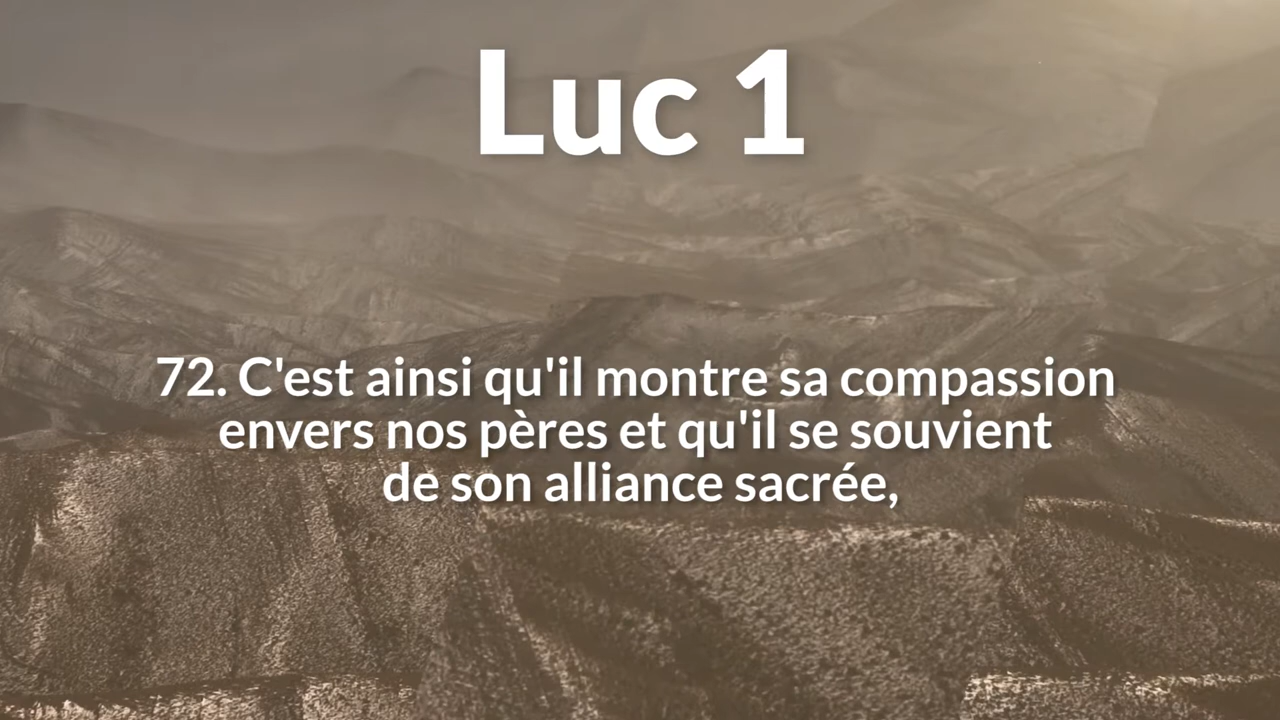 Luc 1
72. C'est ainsi qu'il montre sa compassion
envers nos pères et qu'il se souvient
de son alliance sacrée,